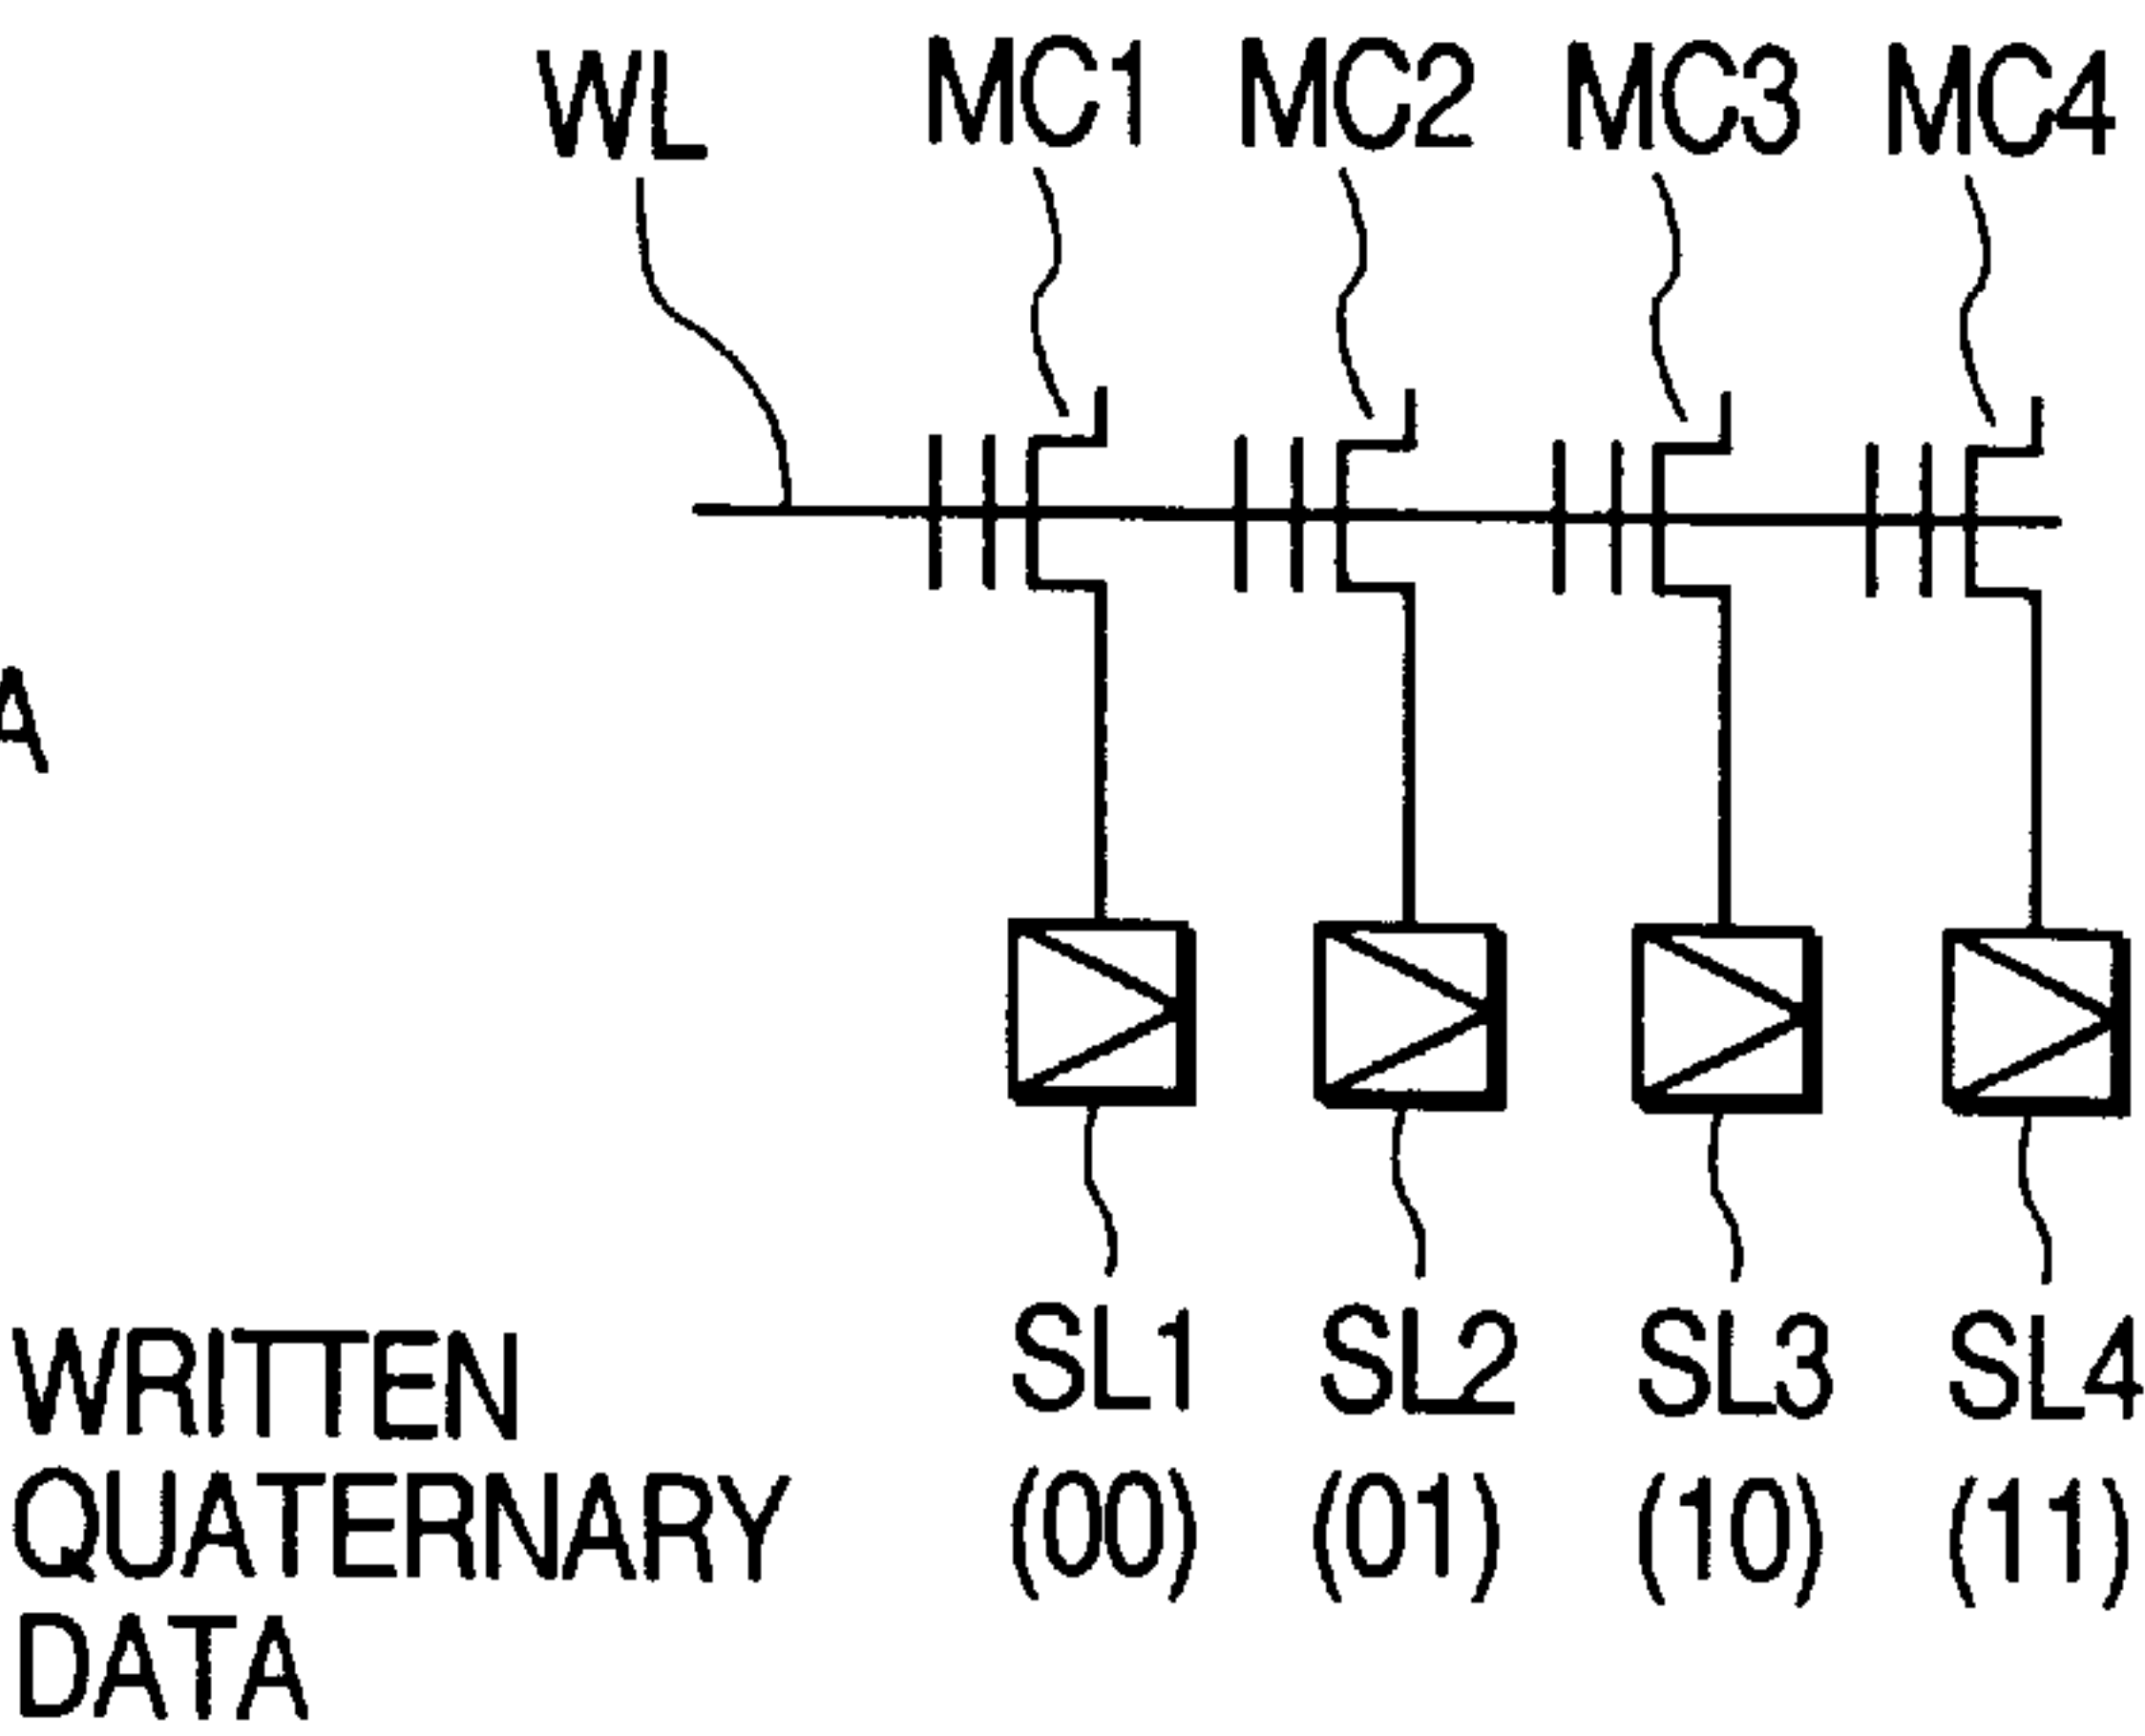 WL MC1 MC2 MC3 MC4
A
WRITTEN SL1 SL2 SL3 SL4
QUATERNARY (00) (01) (10) (11)
DATA